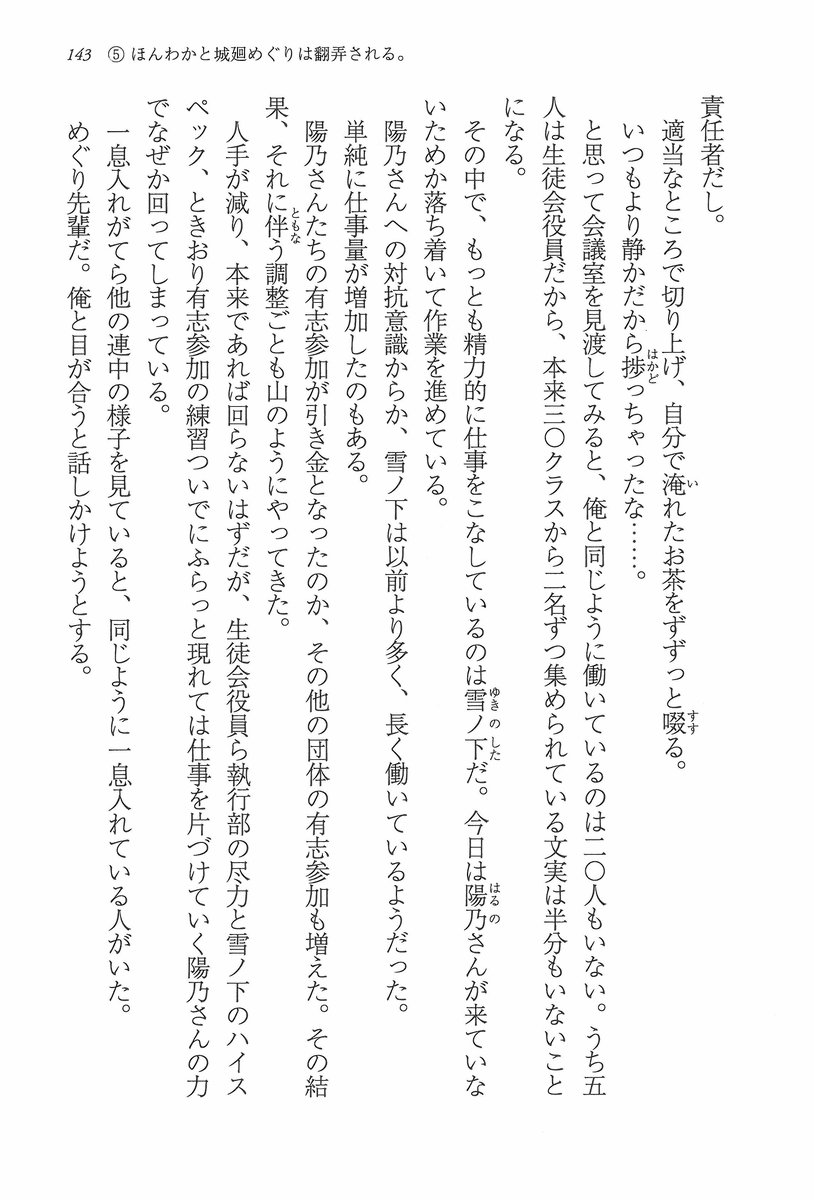 143 ⑤ ほんわかと城廻めぐりは翻弄される。
責任者だし。
適当なところで切り上げ、自分で淹れたお茶をずずっと啜る。
いつもより静かだから捗っちゃったな……。
と思って会議室を見渡してみると、俺と同じように働いているのは二〇人もいない。うち五
人は生徒会役員だから、本来三〇クラスから二名ずつ集められている文実は半分もいないこと
になる。
その中で、もっとも精力的に仕事をこなしているのは雪ノ下だ。今日は陽乃さんが来ていな
いためか落ち着いて作業を進めている。
陽乃さんへの対抗意識からか、雪ノ下は以前より多く、長く働いているようだった。
単純に仕事量が増加したのもある。
陽乃さんたちの有志参加が引き金となったのか、その他の団体の有志参加も増えた。その結
果、それに伴う調整ごとも山のようにやってきた。
人手が減り、本来であれば回らないはずだが、生徒会役員ら執行部の尽力と雪ノ下のハイス
ペック、ときおり有志参加の練習ついでにふらっと現れては仕事を片づけていく陽乃さんの力
でなぜか回ってしまっている。
一息入れがてら他の連中の様子を見ていると、同じように一息入れている人がいた。
めぐり先輩だ。俺と目が合うと話しかけようとする。